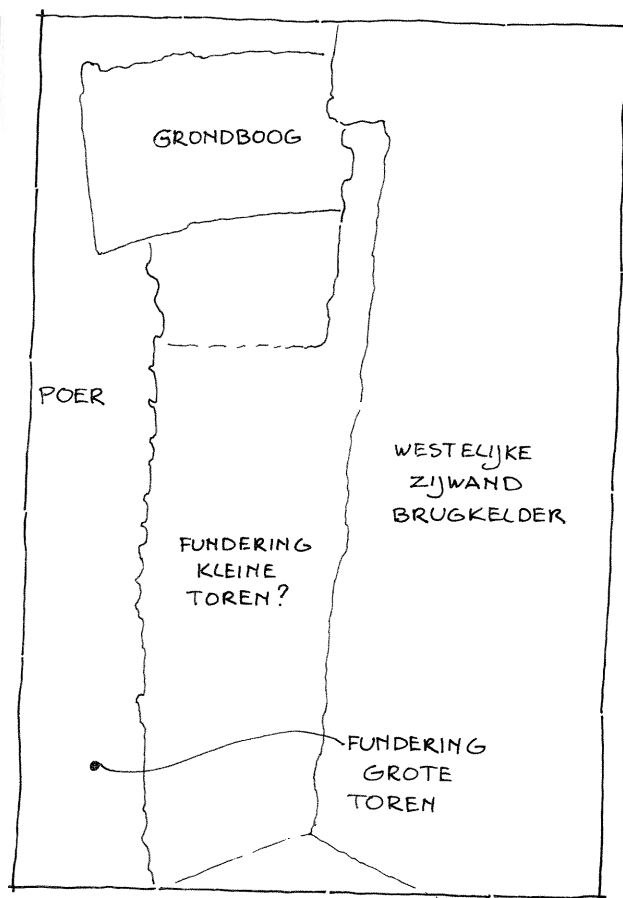 GRONDBOOG
POER
WESTELIJKE
ZIJWAND
BRUGKELDER
FUNDERING
KLEINE
TOREN?
FUNDERING
GROTE
TOREN